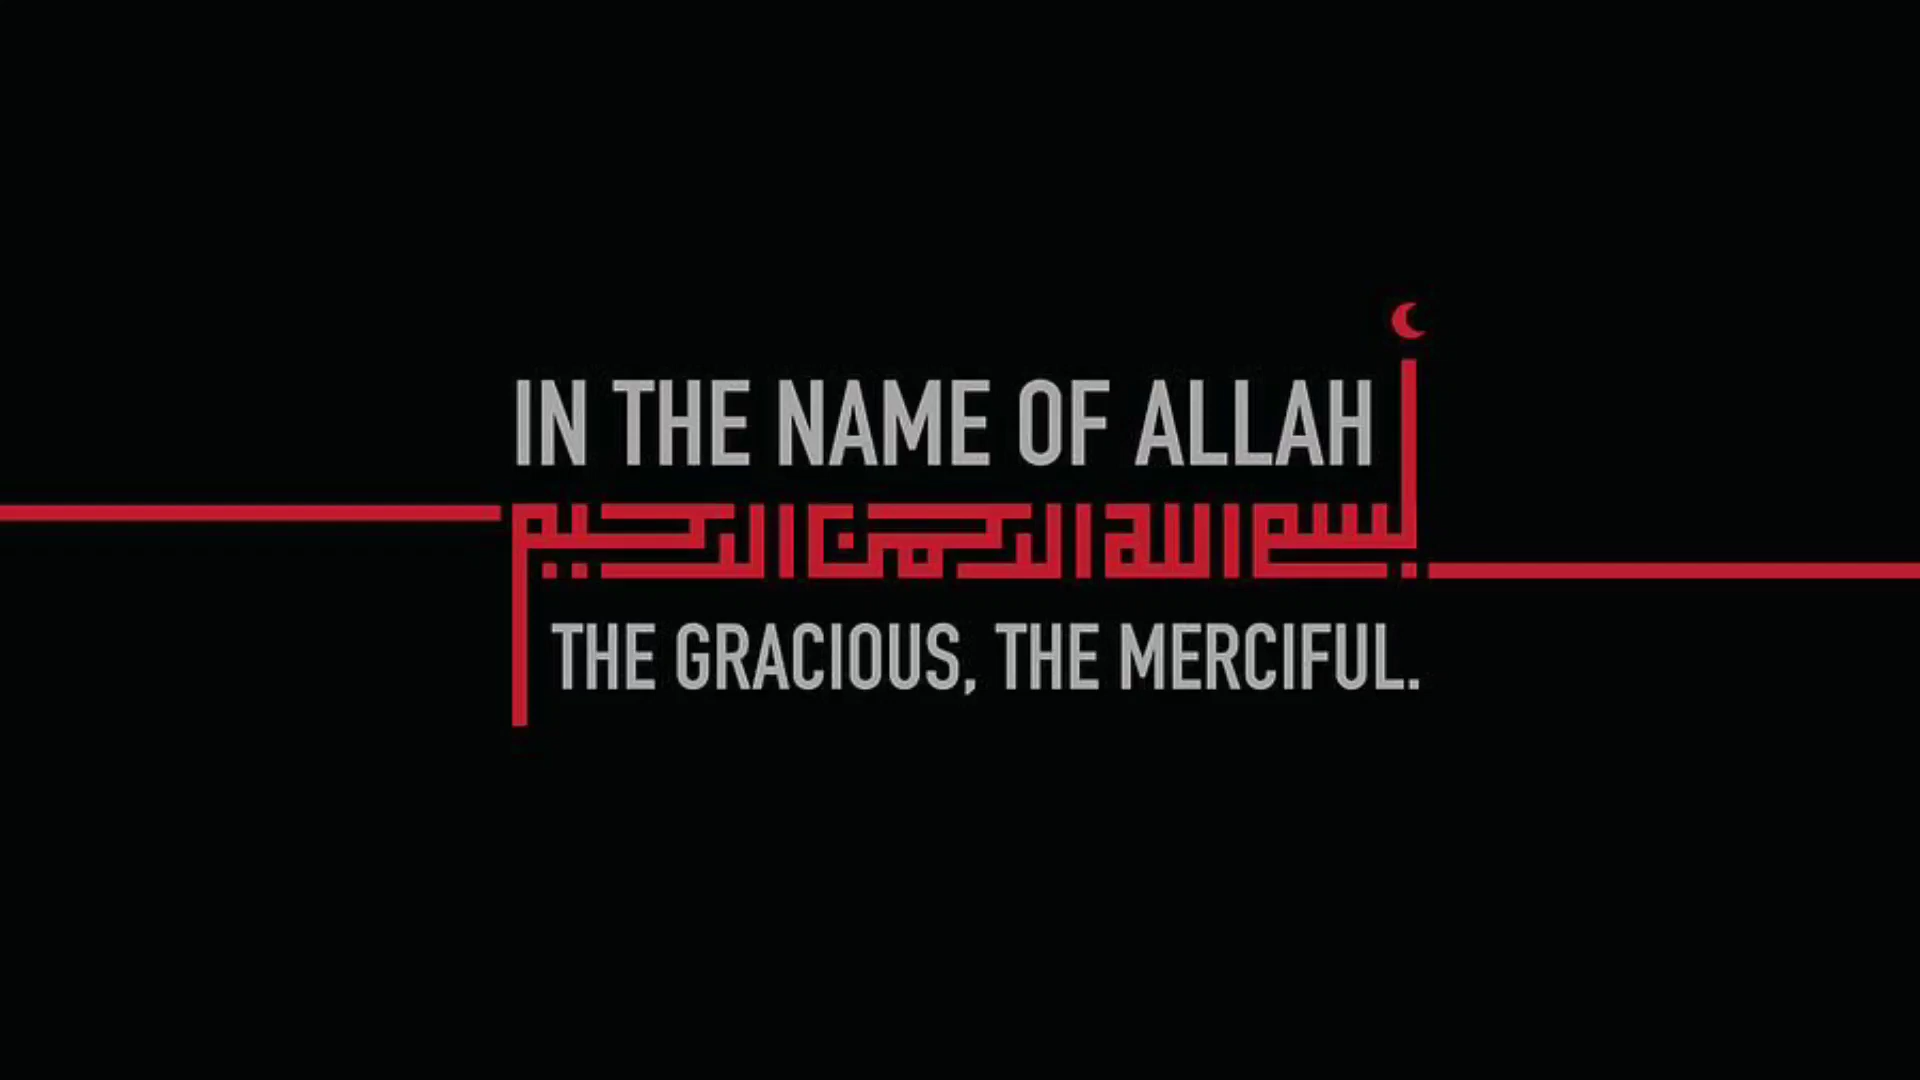 IN THE NAME OF ALLAH
بسم الله الرحمن الرحيم
THE GRACIOUS, THE MERCIFUL.